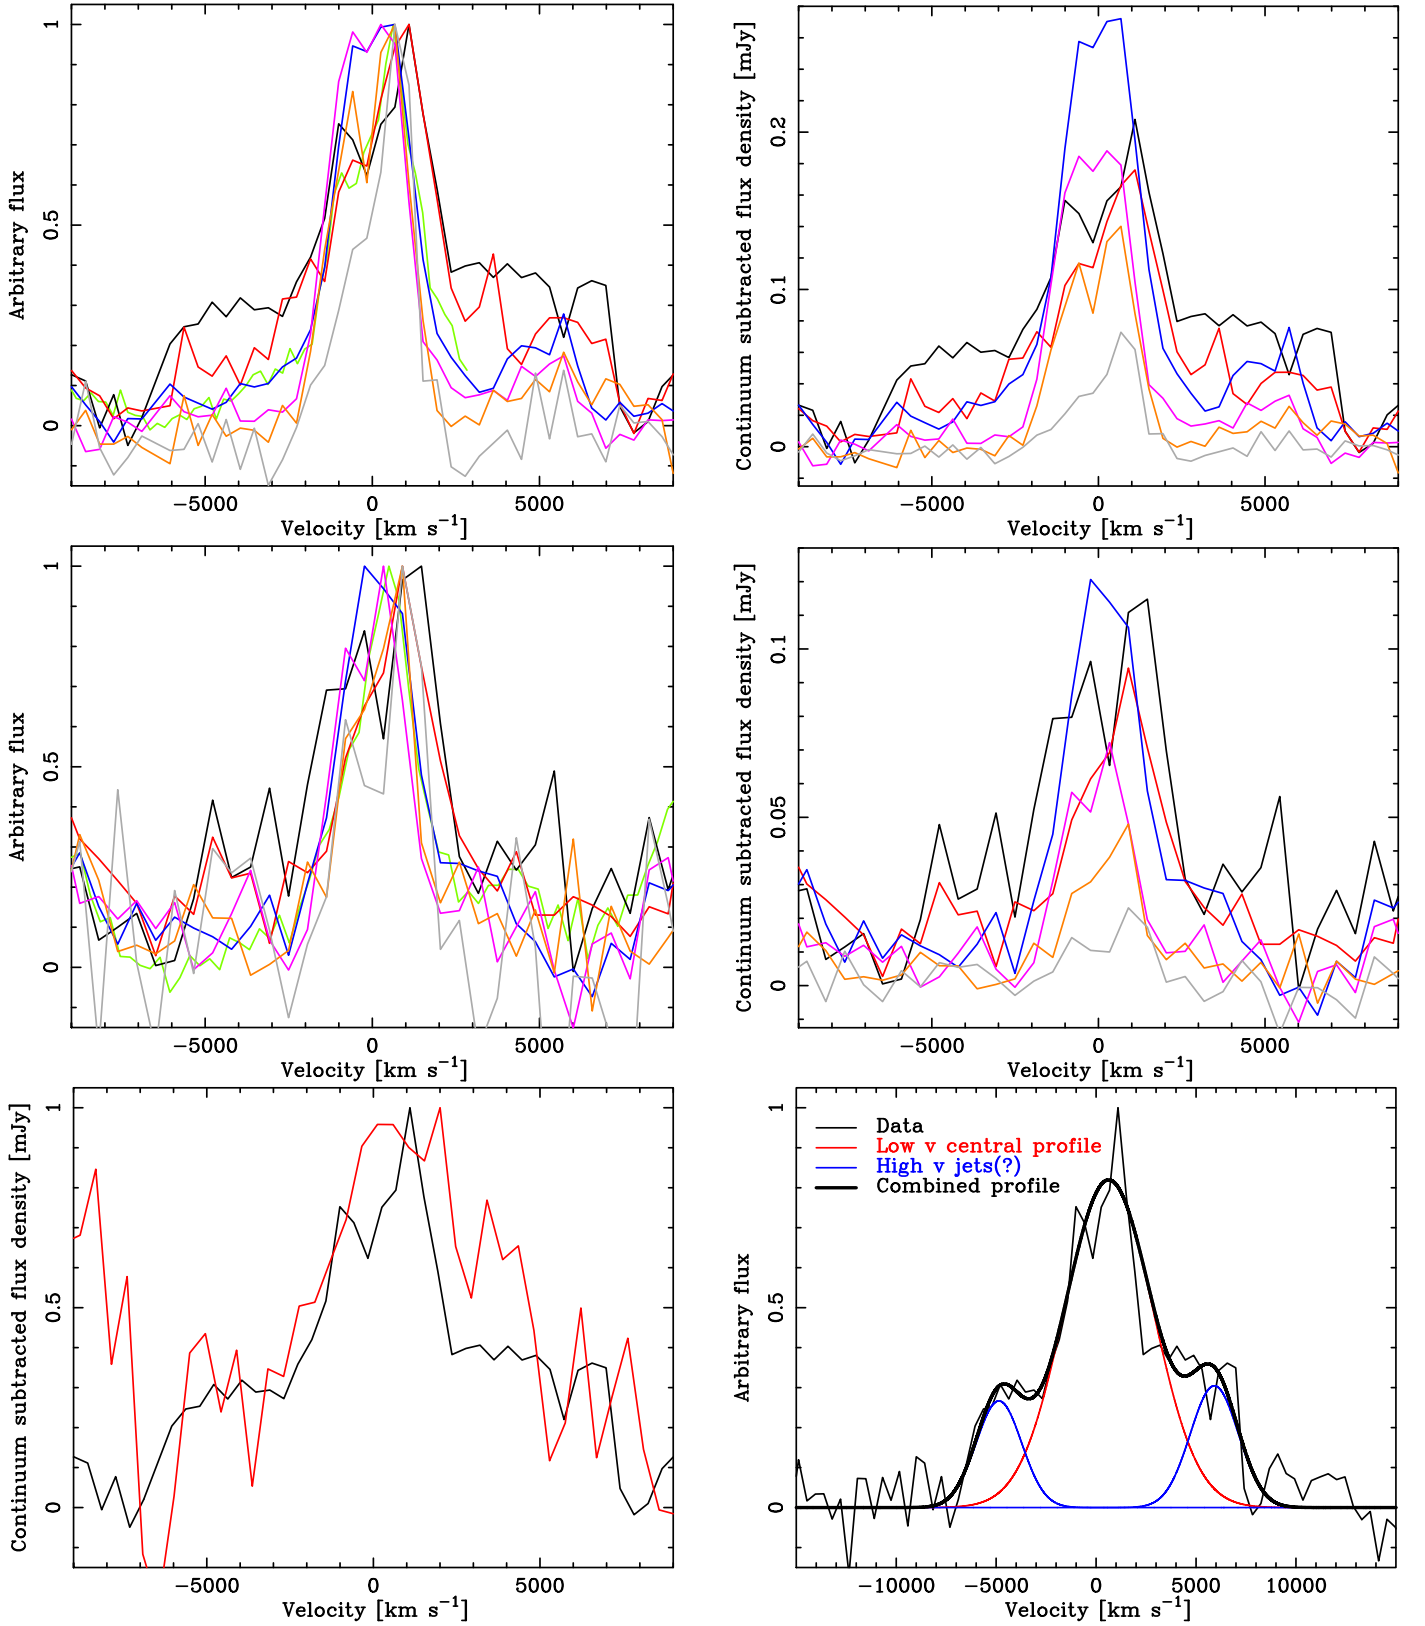 Arbitrary flux
1
0.5
0
−5000 0 5000
Velocity [km s−1]
Continuum subtracted flux density [mJy]
0.2
0.1
0
−5000 0 5000
Velocity [km s−1]
Arbitrary flux
1
0.5
0
−5000 0 5000
Velocity [km s−1]
Continuum subtracted flux density [mJy]
0.1
0.05
0
−5000 0 5000
Velocity [km s−1]
Continuum subtracted flux density [mJy]
1
0.5
0
−5000 0 5000
Velocity [km s−1]
Arbitrary flux
1
0.5
0
Data
Low v central profile
High v jets(?)
Combined profile
−10000 −5000 0 5000 10000
Velocity [km s−1]